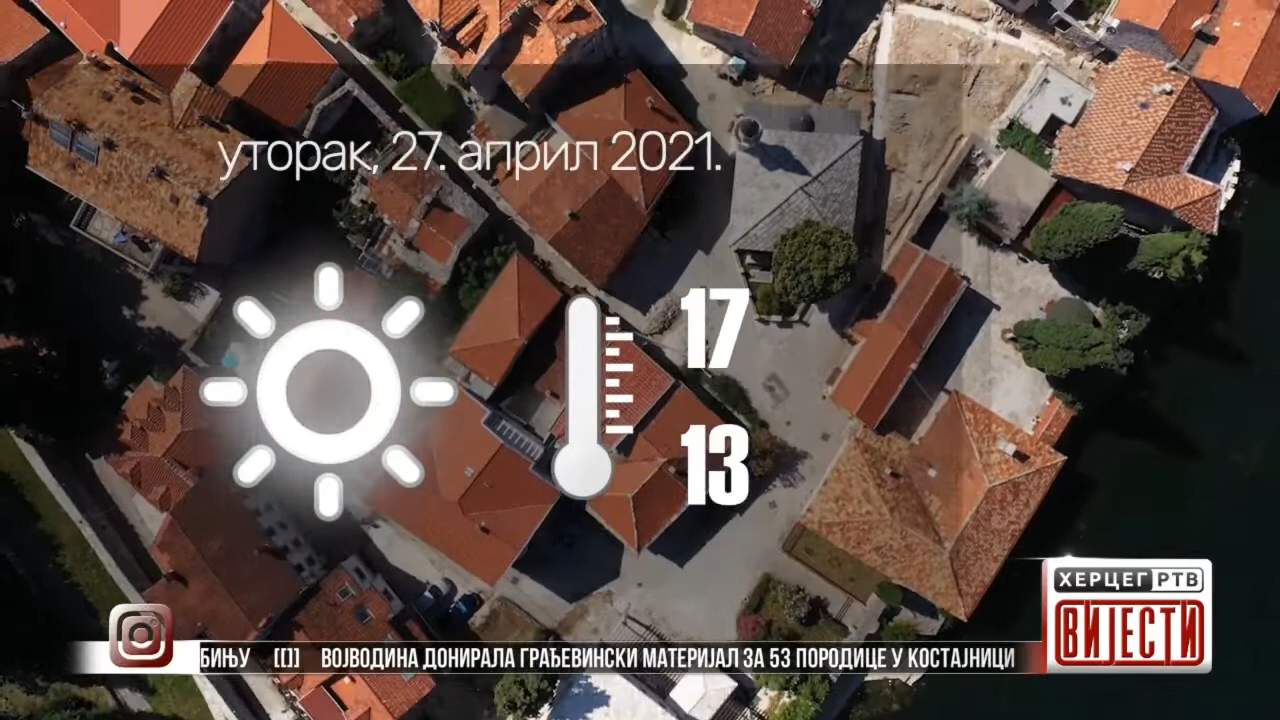 уторак, 27. април 2021.
17
13
ХЕРЦЕГ РТВ
ВИЈЕСТИ
БИЊУ [[']] ВОЈВОДИНА ДОНИРАЛА ГРАЂЕВИНСКИ МАТЕРИЈАЛ ЗА 53 ПОРОДИЦЕ У КОСТАЈНИЦИ